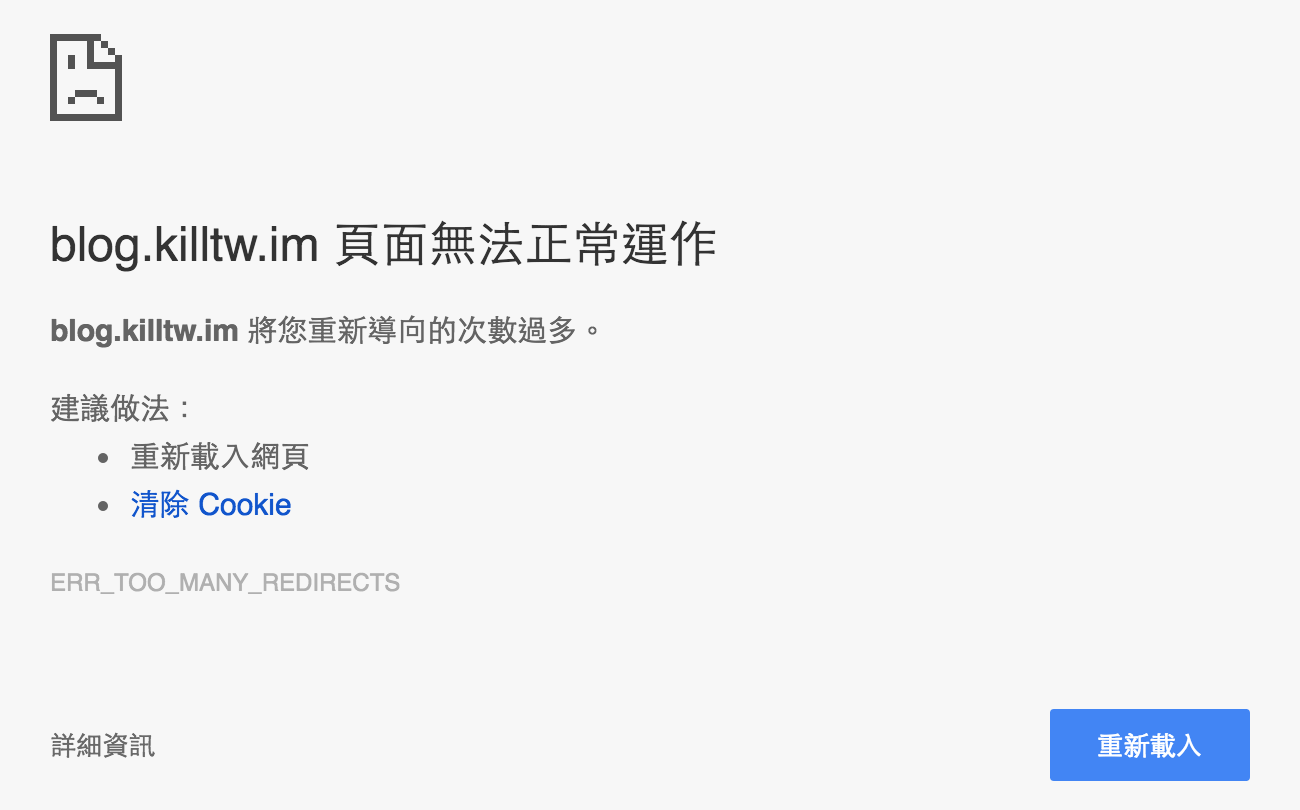 blog.killtw.im 頁面無法正常運作
blog.killtw.im 將您重新導向的次數過多。
建議做法：
• 重新載入網頁
• 清除 Cookie
ERR_TOO_MANY_REDIRECTS
詳細資訊
重新載入